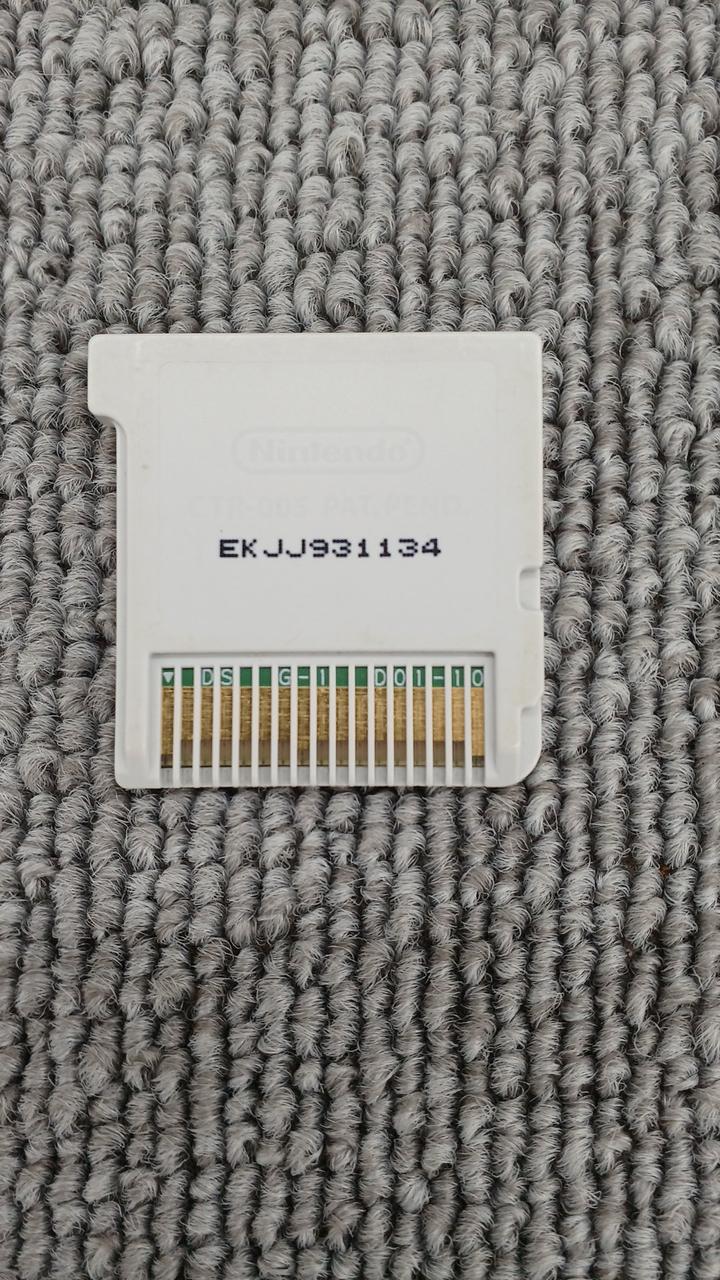 Nintendo®
CTR-005 PAT.PEND.
EKJJ931134
▼ DS G-1 D01-10